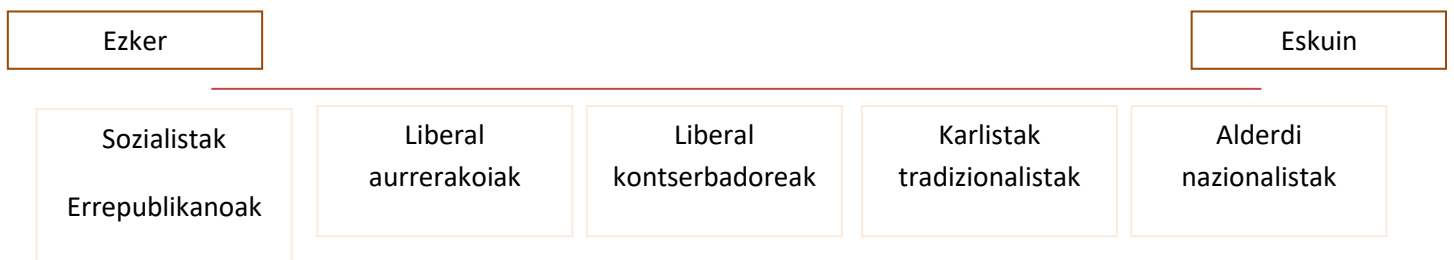 Ezker
Eskuin
Sozialistak
Errepublikanoak
Liberal
aurrerakoiak
Liberal
kontserbadoreak
Karlistak
tradizionalistak
Alderdi
nazionalistak